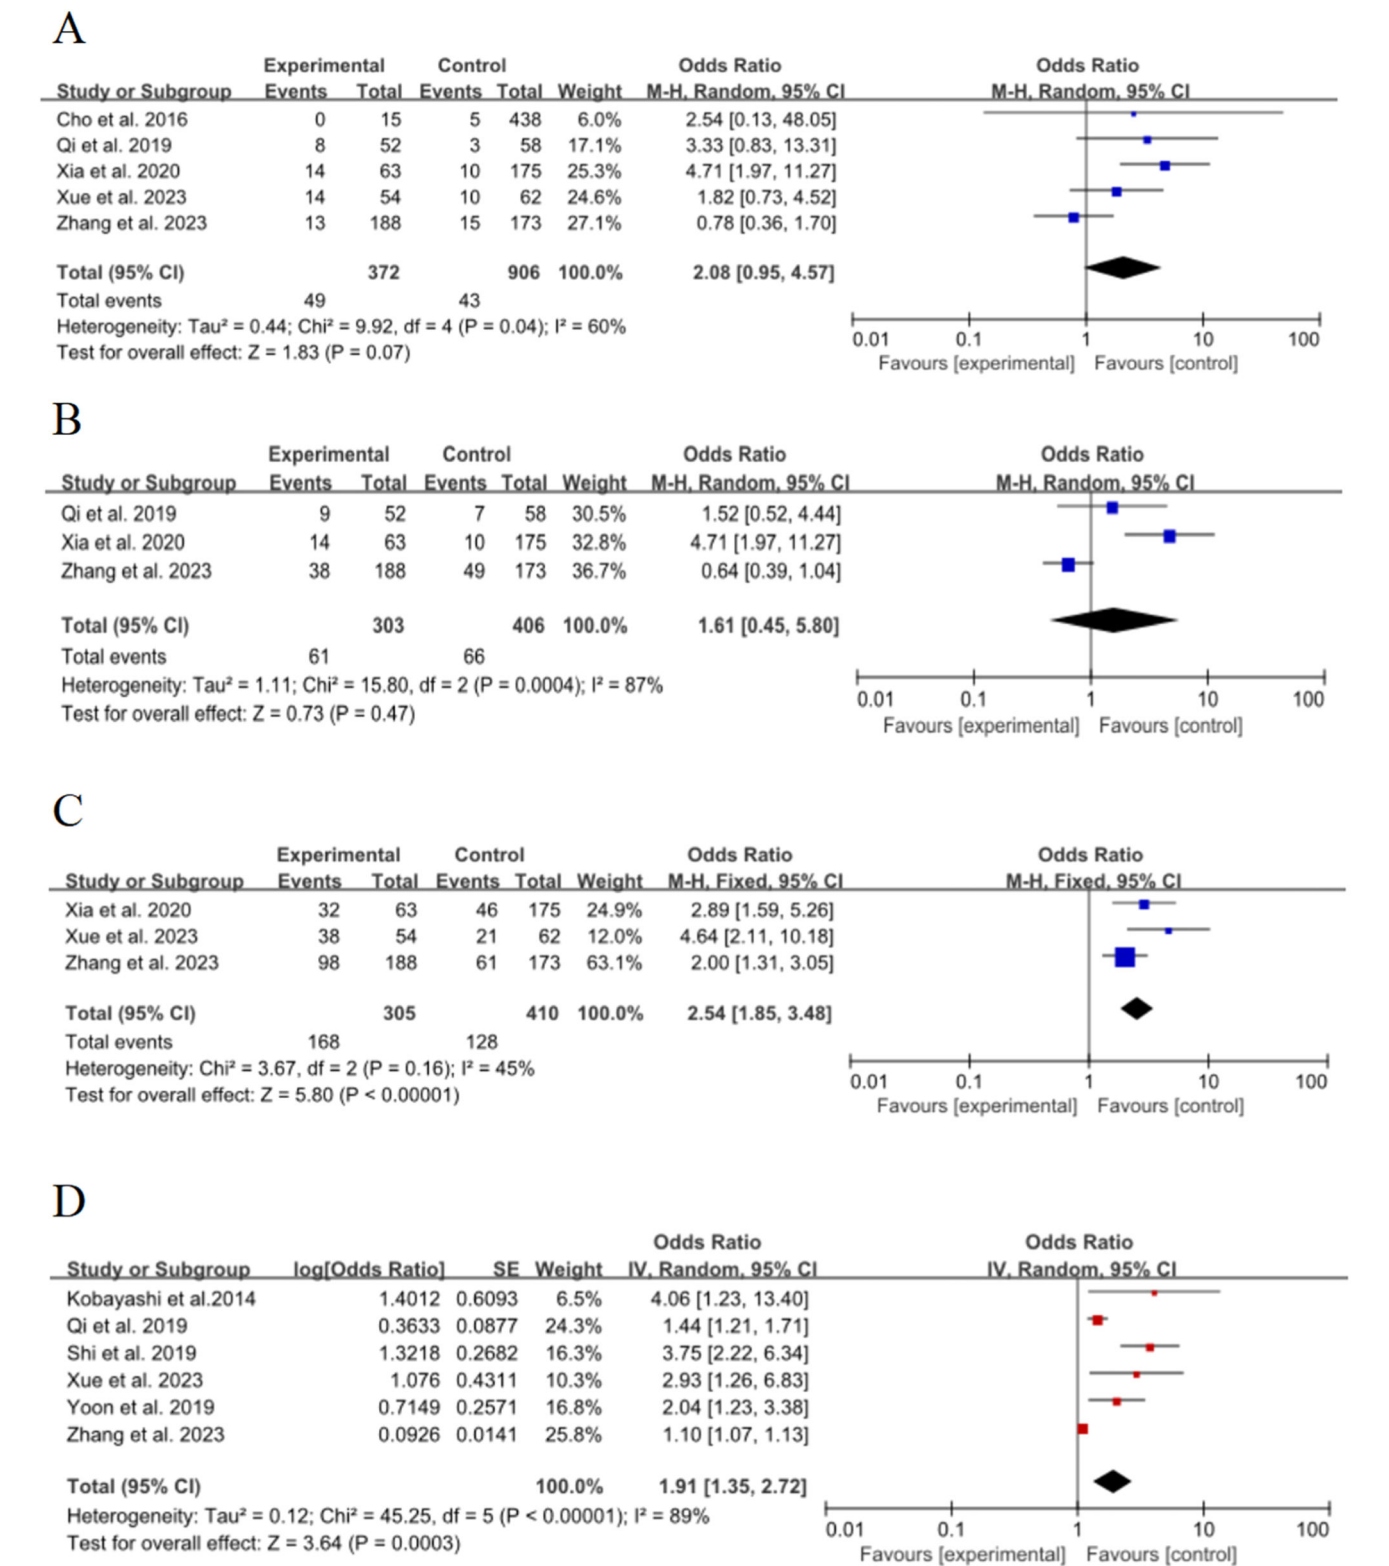 A
Experimental Control Odds Ratio Odds Ratio
Study or Subgroup Events Total Events Total Weight M-H, Random, 95% CI M-H, Random, 95% CI
Cho et al. 2016 0 15 5 438 6.0% 2.54 [0.13, 48.05]
Qi et al. 2019 8 52 3 58 17.1% 3.33 [0.83, 13.31]
Xia et al. 2020 14 63 10 175 25.3% 4.71 [1.97, 11.27]
Xue et al. 2023 14 54 10 62 24.6% 1.82 [0.73, 4.52]
Zhang et al. 2023 13 188 15 173 27.1% 0.78 [0.36, 1.70]
Total (95% CI) 372 906 100.0% 2.08 [0.95, 4.57]
Total events 49 43
Heterogeneity: Tau² = 0.44; Chi² = 9.92, df = 4 (P = 0.04); I² = 60%
Test for overall effect: Z = 1.83 (P = 0.07)
0.01 0.1 1 10 100
Favours [experimental] Favours [control]
B
Experimental Control Odds Ratio Odds Ratio
Study or Subgroup Events Total Events Total Weight M-H, Random, 95% CI M-H, Random, 95% CI
Qi et al. 2019 9 52 7 58 30.5% 1.52 [0.52, 4.44]
Xia et al. 2020 14 63 10 175 32.8% 4.71 [1.97, 11.27]
Zhang et al. 2023 38 188 49 173 36.7% 0.64 [0.39, 1.04]
Total (95% CI) 303 406 100.0% 1.61 [0.45, 5.80]
Total events 61 66
Heterogeneity: Tau² = 1.11; Chi² = 15.80, df = 2 (P = 0.0004); I² = 87%
Test for overall effect: Z = 0.73 (P = 0.47)
0.01 0.1 1 10 100
Favours [experimental] Favours [control]
C
Experimental Control Odds Ratio Odds Ratio
Study or Subgroup Events Total Events Total Weight M-H, Fixed, 95% CI M-H, Fixed, 95% CI
Xia et al. 2020 32 63 46 175 24.9% 2.89 [1.59, 5.26]
Xue et al. 2023 38 54 21 62 12.0% 4.64 [2.11, 10.18]
Zhang et al. 2023 98 188 61 173 63.1% 2.00 [1.31, 3.05]
Total (95% CI) 305 410 100.0% 2.54 [1.85, 3.48]
Total events 168 128
Heterogeneity: Chi² = 3.67, df = 2 (P = 0.16); I² = 45%
Test for overall effect: Z = 5.80 (P < 0.00001)
0.01 0.1 1 10 100
Favours [experimental] Favours [control]
D
Odds Ratio Odds Ratio
Study or Subgroup log[Odds Ratio] SE Weight IV, Random, 95% CI IV, Random, 95% CI
Kobayashi et al.2014 1.4012 0.6093 6.5% 4.06 [1.23, 13.40]
Qi et al. 2019 0.3633 0.0877 24.3% 1.44 [1.21, 1.71]
Shi et al. 2019 1.3218 0.2682 16.3% 3.75 [2.22, 6.34]
Xue et al. 2023 1.076 0.4311 10.3% 2.93 [1.26, 6.83]
Yoon et al. 2019 0.7149 0.2571 16.8% 2.04 [1.23, 3.38]
Zhang et al. 2023 0.0926 0.0141 25.8% 1.10 [1.07, 1.13]
Total (95% CI) 100.0% 1.91 [1.35, 2.72]
Heterogeneity: Tau² = 0.12; Chi² = 45.25, df = 5 (P < 0.00001); I² = 89%
Test for overall effect: Z = 3.64 (P = 0.0003)
0.01 0.1 1 10 100
Favours [experimental] Favours [control]